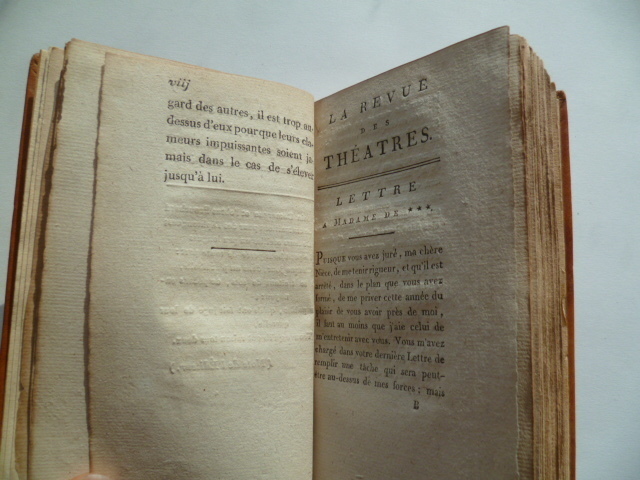 viij
gard des autres, il est trop au-
dessus d'eux pour que leurs cla-
meurs impuissantes soient ja-
mais dans le cas de s'élever
jusqu'à lui.
LA REVUE
DES
THÉATRES.
LETTRE
A MADAME DE ***.
PUISQUE vous avez juré, ma chère
Nièce, de me tenir rigueur, et qu'il est
arrêté, dans le plan que vous avez
formé, de me priver cette année du
plaisir de vous avoir près de moi,
il faut au moins que j'aie celui de
m'entretenir avec vous. Vous m'avez
chargé dans votre dernière Lettre de
remplir une tâche qui sera peut-
être au-dessus de mes forces; mais
B